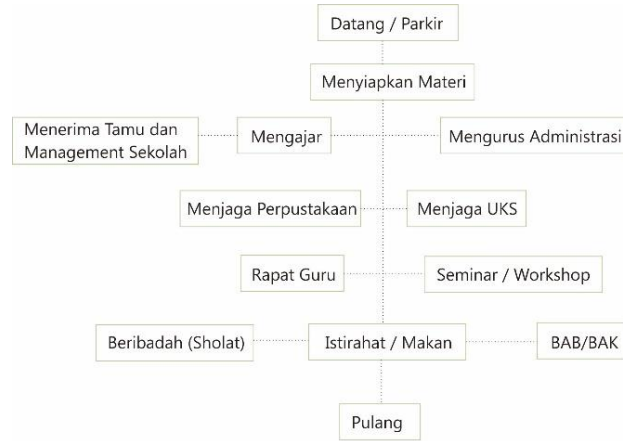 Datang / Parkir
Menyiapkan Materi
Menerima Tamu dan
Management Sekolah
Mengajar
Mengurus Administrasi
Menjaga Perpustakaan
Menjaga UKS
Rapat Guru
Seminar / Workshop
Beribadah (Sholat)
Istirahat / Makan
BAB/BAK
Pulang